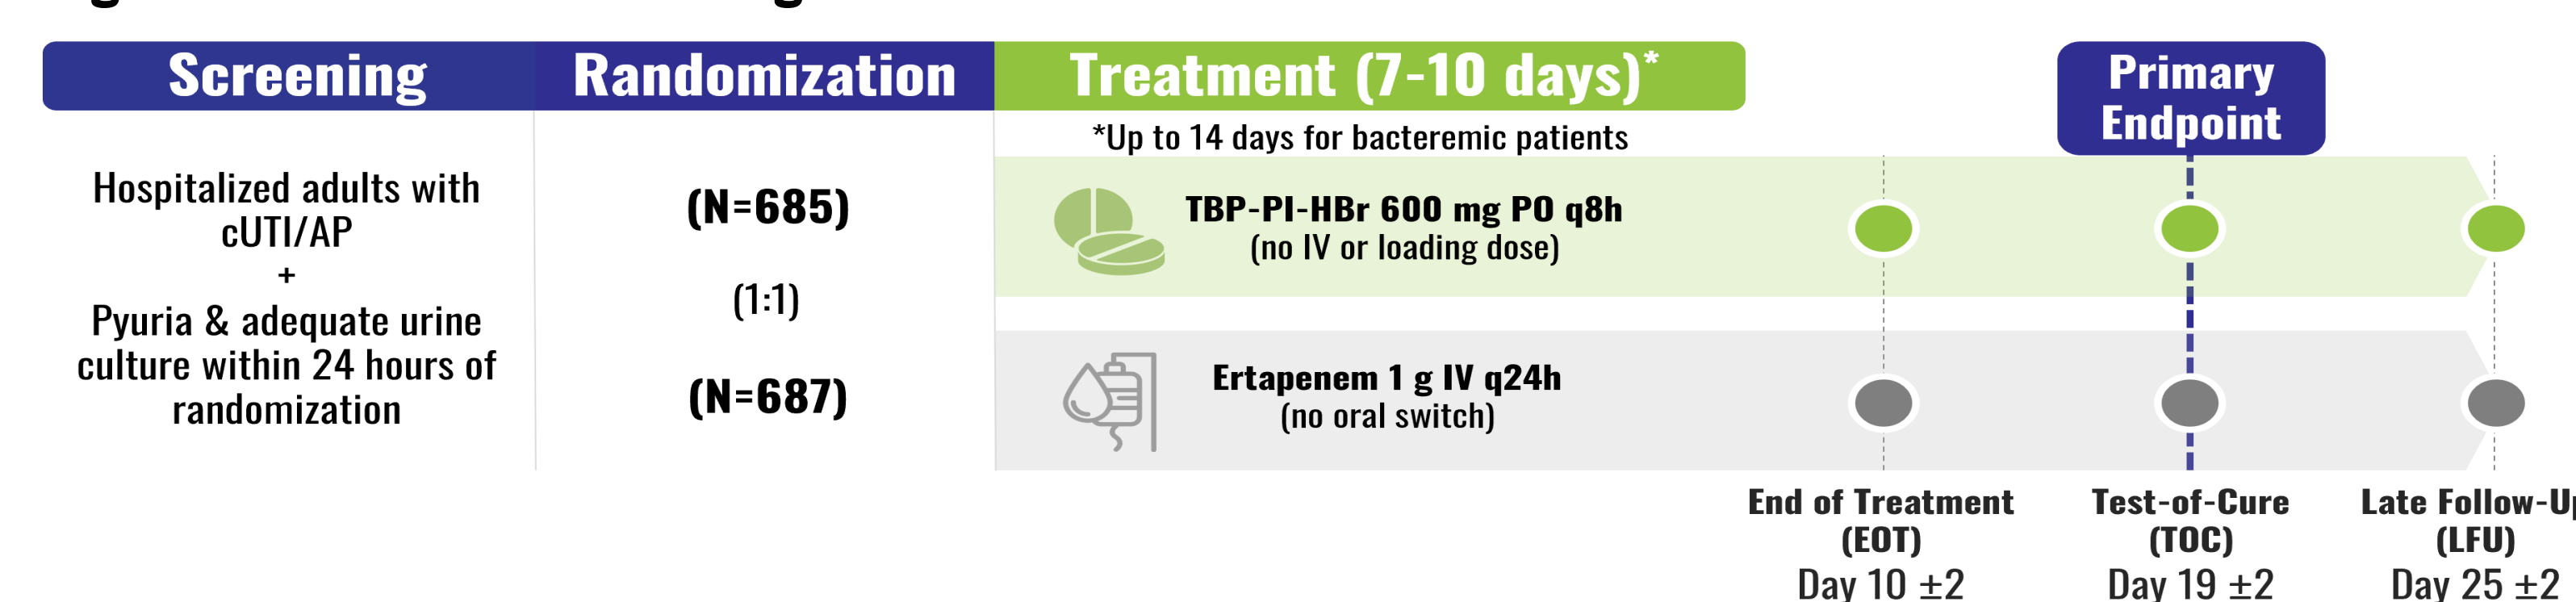 Screening
Randomization
Treatment (7-10 days)*
Primary
Endpoint
*Up to 14 days for bacteremic patients
Hospitalized adults with
cUTI/AP
+
Pyuria & adequate urine
culture within 24 hours of
randomization
(N=685)
(1:1)
(N=687)
TBP-PI-HBr 600 mg PO q8h
(no IV or loading dose)
Ertapenem 1 g IV q24h
(no oral switch)
End of Treatment
(EOT)
Day 10 ±2
Test-of-Cure
(TOC)
Day 19 ±2
Late Follow-Up
(LFU)
Day 25 ±2